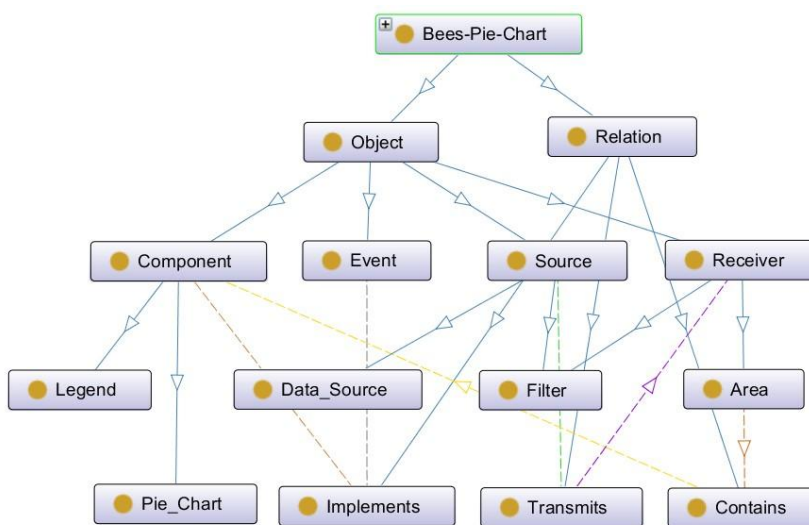 Bees-Pie-Chart
Object
Relation
Component
Event
Source
Receiver
Legend
Data_Source
Filter
Area
Pie_Chart
Implements
Transmits
Contains